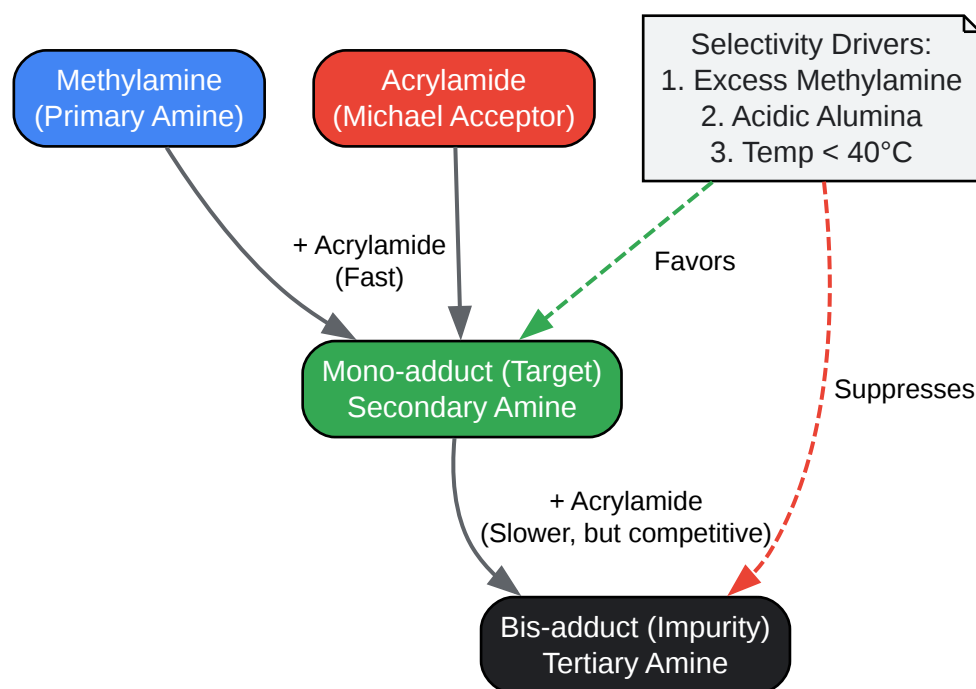 Methylamine
(Primary Amine)
Acrylamide
(Michael Acceptor)
Selectivity Drivers:
1. Excess Methylamine
2. Acidic Alumina
3. Temp < 40°C
+ Acrylamide
(Fast)
Favors
Mono-adduct (Target)
Secondary Amine
Suppresses
+ Acrylamide
(Slower, but competitive)
Bis-adduct (Impurity)
Tertiary Amine